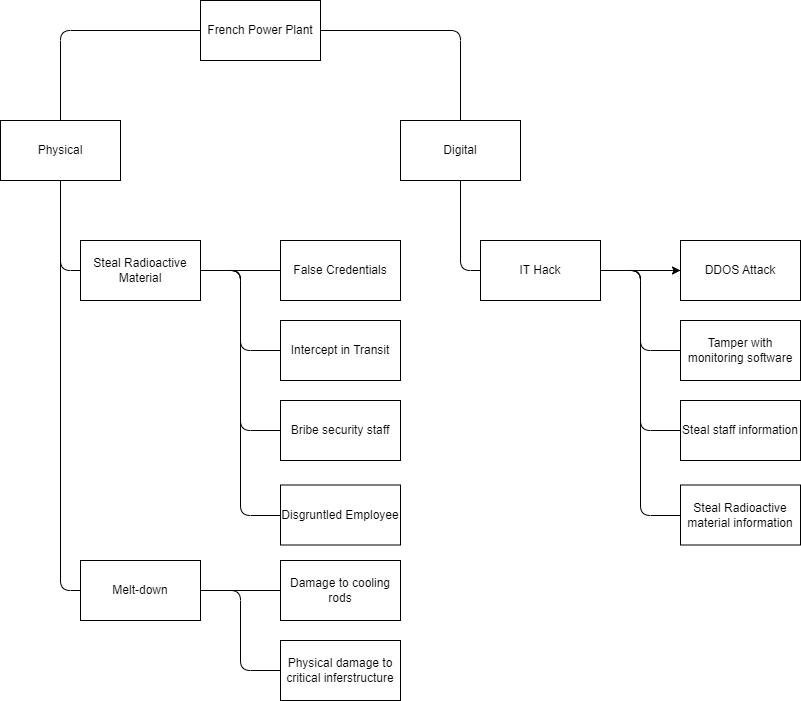 French Power Plant
Physical
Digital
Steal Radioactive
Material
False Credentials
IT Hack
DDOS Attack
Intercept in Transit
Tamper with
monitoring software
Bribe security staff
Steal staff information
Disgruntled Employee
Steal Radioactive
material information
Melt-down
Damage to cooling
rods
Physical damage to
critical inferstructure